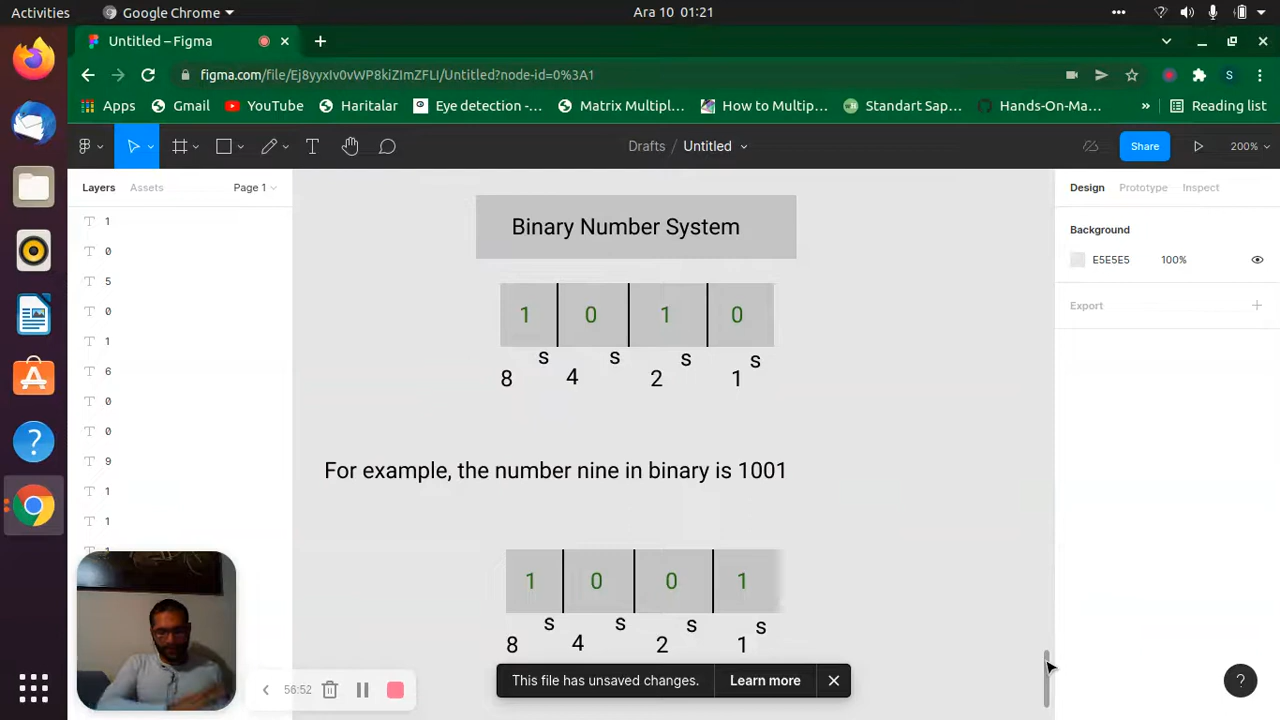 Activities
Google Chrome
Ara 10 01:21
Untitled – Figma
figma.com/file/Ej8yyxIv0vWP8kiZImZFLI/Untitled?node-id=0%3A1
Apps
Gmail
YouTube
Haritalar
Eye detection -...
Matrix Multipl...
How to Multip...
Standart Sap...
Hands-On-Ma...
»
Reading list
Drafts / Untitled
Share
200%
Layers
Assets
Page 1
Design
Prototype
Inspect
1
0
5
0
1
6
0
0
9
1
1
Background
E5E5E5
100%
Export
Binary Number System
1 0 1 0
s s s s
8 4 2 1
For example, the number nine in binary is 1001
1 0 0 1
s s s s
8 4 2 1
This file has unsaved changes.
Learn more
56:52
S
?